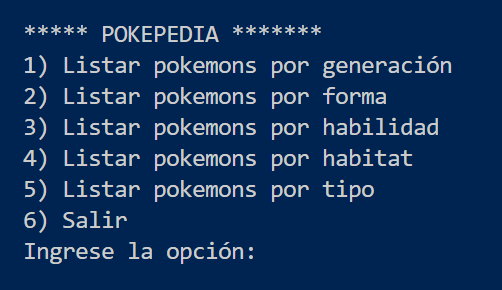 ***** POKEPEDIA *******
1) Listar pokemons por generación
2) Listar pokemons por forma
3) Listar pokemons por habilidad
4) Listar pokemons por habitat
5) Listar pokemons por tipo
6) Salir
Ingrese la opción: